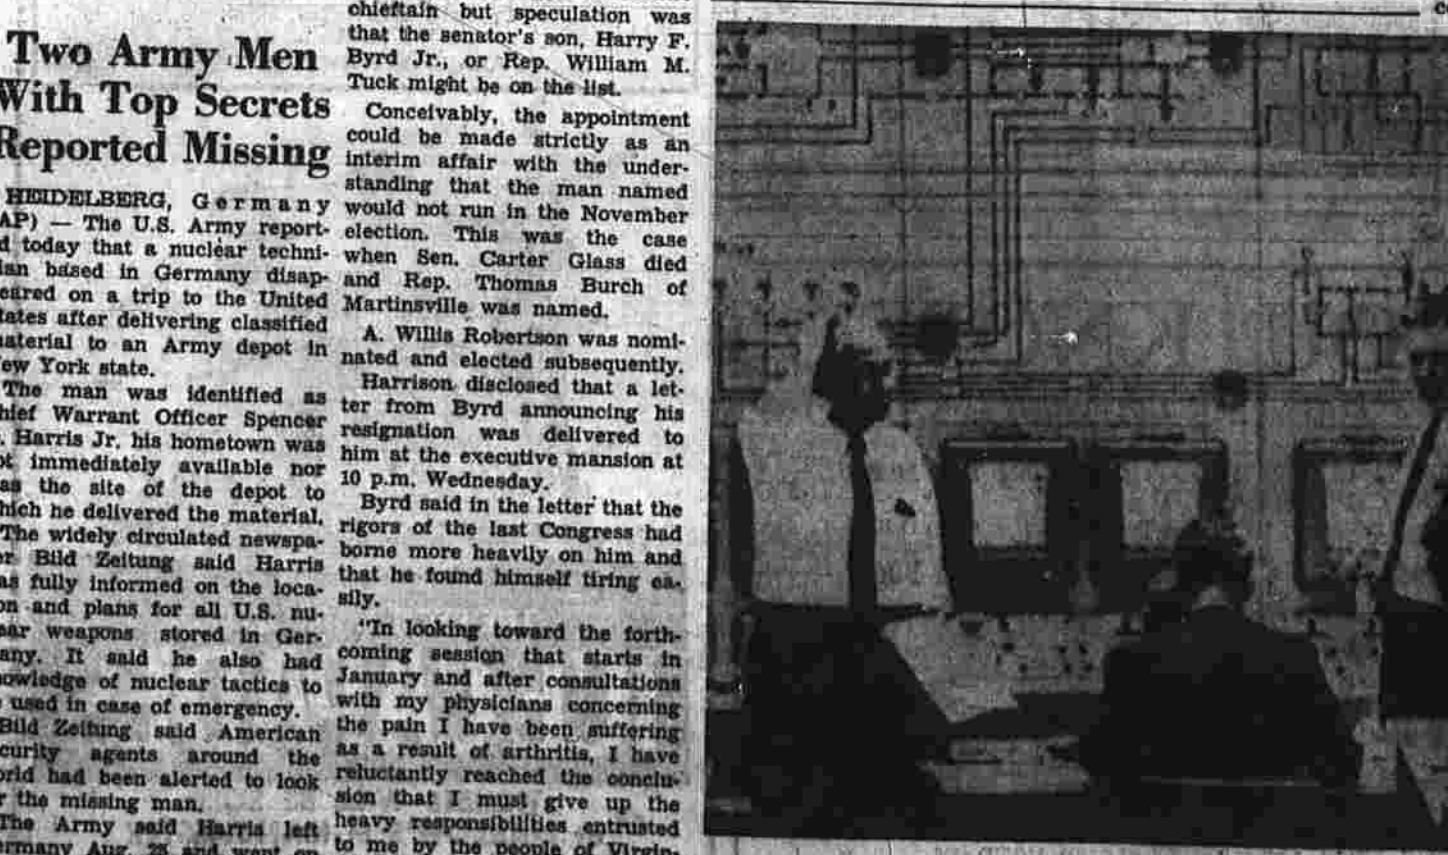 Two Army Men
With Top Secrets
Reported Missing
HEIDELBERG, Germany
AP) — The U.S. Army report-
d today that a nuclear techni-
ian based in Germany disap-
eared on a trip to the United
tates after delivering classified
aterial to an Army depot in
ew York state.
The man was identified as
hief Warrant Officer Spencer
. Harris Jr. his hometown was
ot immediately available nor
as the site of the depot to
hich he delivered the material.
The widely circulated newspa-
er Bild Zeitung said Harris
as fully informed on the loca-
on and plans for all U.S. nu-
ear weapons stored in Ger-
any. It said he also had
nowledge of nuclear tactics to
e used in case of emergency.
Bild Zeitung said American
curity agents around the
orld had been alerted to look
r the missing man.
The Army said Harris left
ermany Aug. 25 and went on
chieftain but speculation was
that the senator's son, Harry F.
Byrd Jr., or Rep. William M.
Tuck might be on the list.
Conceivably, the appointment
could be made strictly as an
interim affair with the under-
standing that the man named
would not run in the November
election. This was the case
when Sen. Carter Glass died
and Rep. Thomas Burch of
Martinsville was named.
A. Willis Robertson was nomi-
nated and elected subsequently.
Harrison disclosed that a let-
ter from Byrd announcing his
resignation was delivered to
him at the executive mansion at
10 p.m. Wednesday.
Byrd said in the letter that the
rigors of the last Congress had
borne more heavily on him and
that he found himself tiring ea-
sily.
"In looking toward the forth-
coming session that starts in
January and after consultations
with my physicians concerning
the pain I have been suffering
as a result of arthritis, I have
reluctantly reached the conclu-
sion that I must give up the
heavy responsibilities entrusted
to me by the people of Virgin-